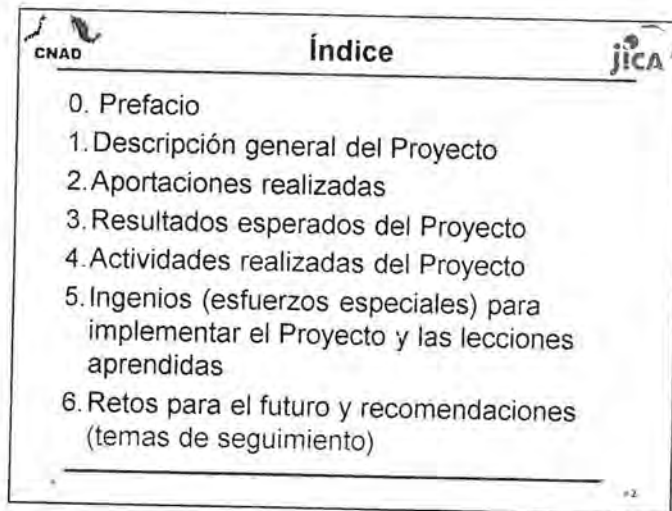 CNAD
Índice
jICA
0. Prefacio
1. Descripción general del Proyecto
2. Aportaciones realizadas
3. Resultados esperados del Proyecto
4. Actividades realizadas del Proyecto
5. Ingenios (esfuerzos especiales) para
implementar el Proyecto y las lecciones
aprendidas
6. Retos para el futuro y recomendaciones
(temas de seguimiento)
2